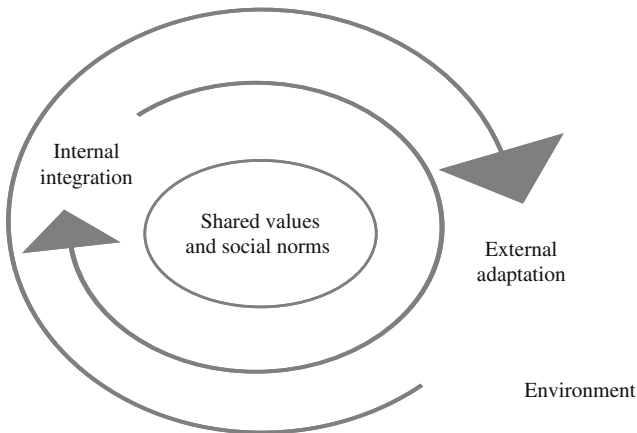 Internal
integration
Shared values
and social norms
External
adaptation
Environment